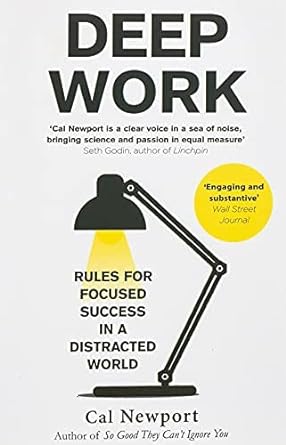 DEEP
WORK
‘Cal Newport is a clear voice in a sea of noise,
bringing science and passion in equal measure’
Seth Godin, author of Linchpin
‘Engaging and
substantive’
Wall Street
Journal
RULES FOR
FOCUSED
SUCCESS
IN A
DISTRACTED
WORLD
Cal Newport
Author of So Good They Can't Ignore You